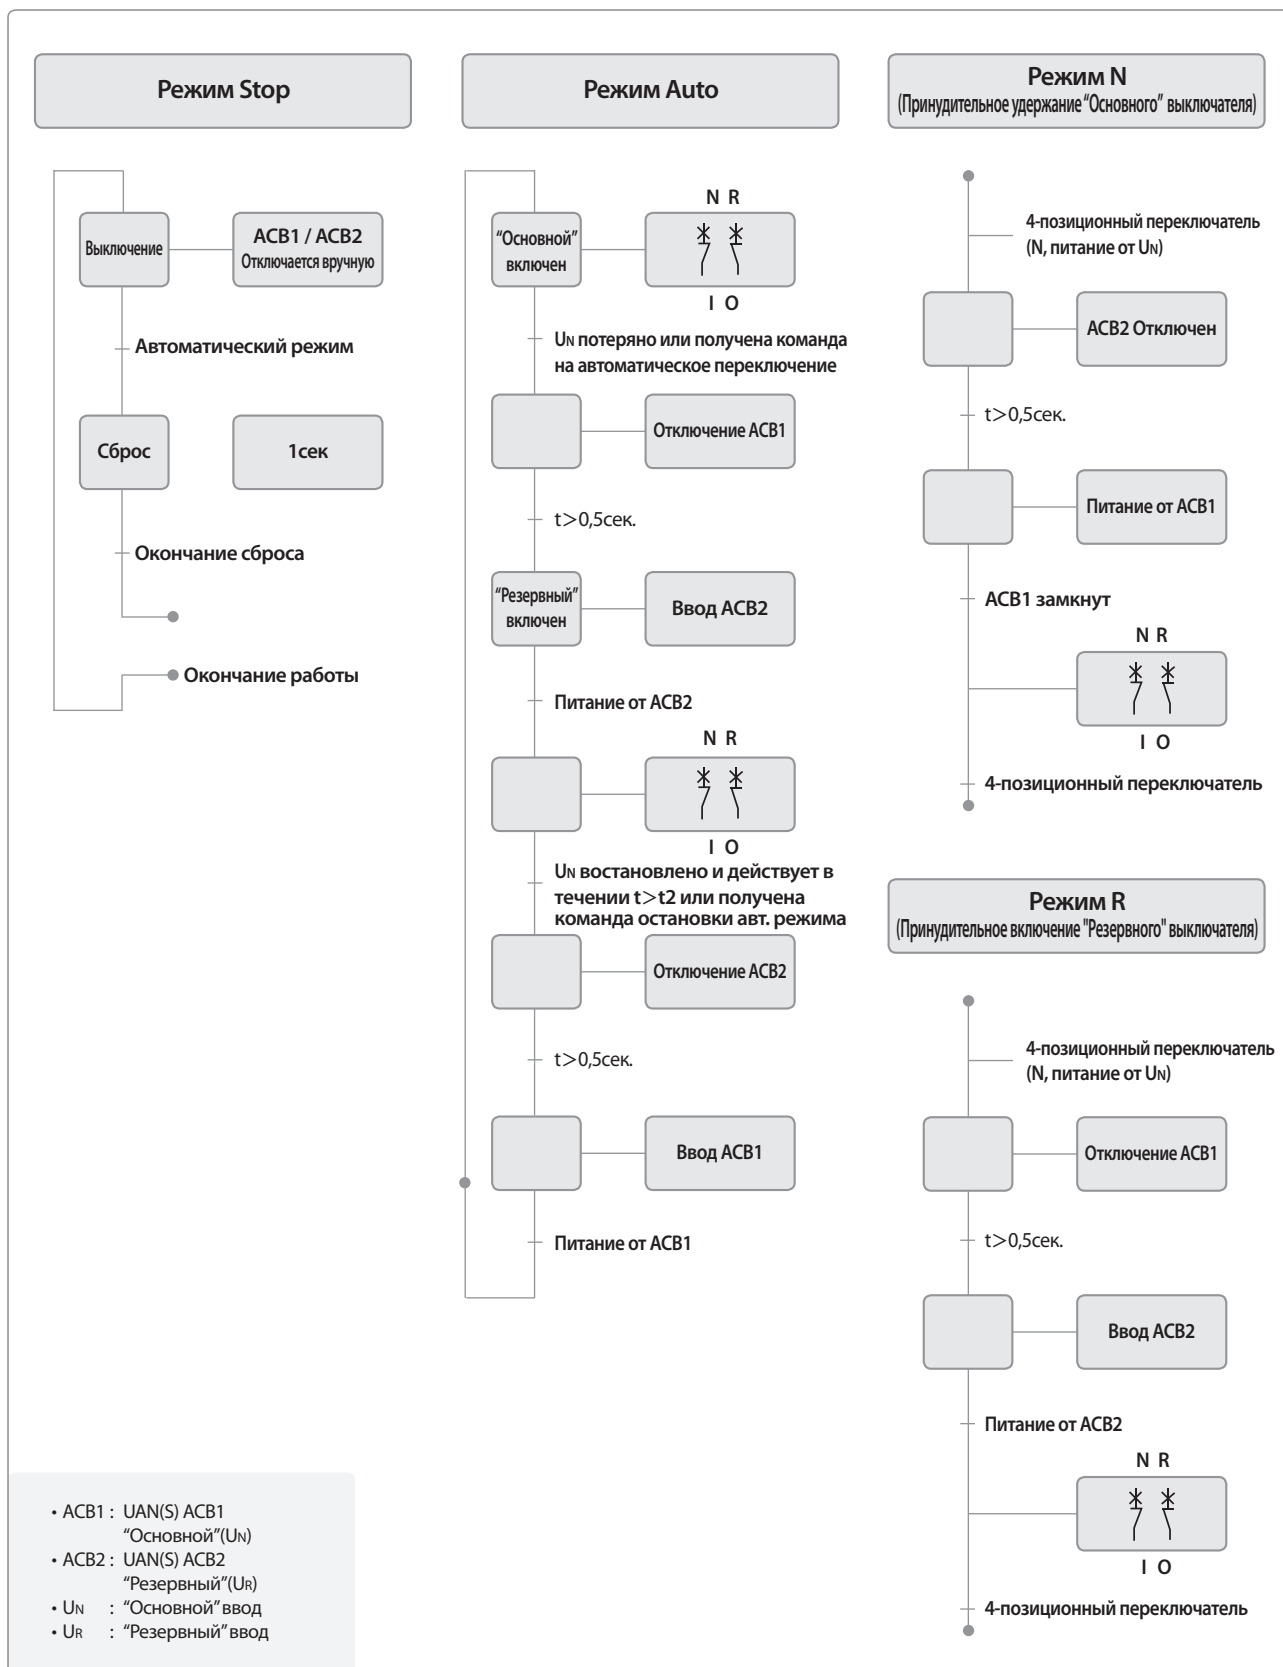 Режим Stop
Выключение
ACB1 / ACB2
Отключается вручную
Автоматический режим
Сброс
1сек
Окончание сброса
Окончание работы
Режим Auto
N R
“Основной”
включен
I O
UN потеряно или получена команда
на автоматическое переключение
Отключение ACB1
t>0,5сек.
“Резервный”
включен
Ввод ACB2
Питание от ACB2
N R
I O
UN востановлено и действует в
течении t>t2 или получена
команда остановки авт. режима
Отключение ACB2
t>0,5сек.
Ввод ACB1
Питание от ACB1
Режим N
(Принудительное удержание “Основного” выключателя)
4-позиционный переключатель
(N, питание от UN)
ACB2 Отключен
t>0,5сек.
Питание от ACB1
ACB1 замкнут
N R
I O
4-позиционный переключатель
Режим R
(Принудительное включение "Резервного" выключателя)
4-позиционный переключатель
(N, питание от UN)
Отключение ACB1
t>0,5сек.
Ввод ACB2
Питание от ACB2
N R
I O
4-позиционный переключатель
• ACB1 : UAN(S) ACB1
“Основной”(UN)
• ACB2 : UAN(S) ACB2
“Резервный”(UR)
• UN : “Основной” ввод
• UR : “Резервный” ввод